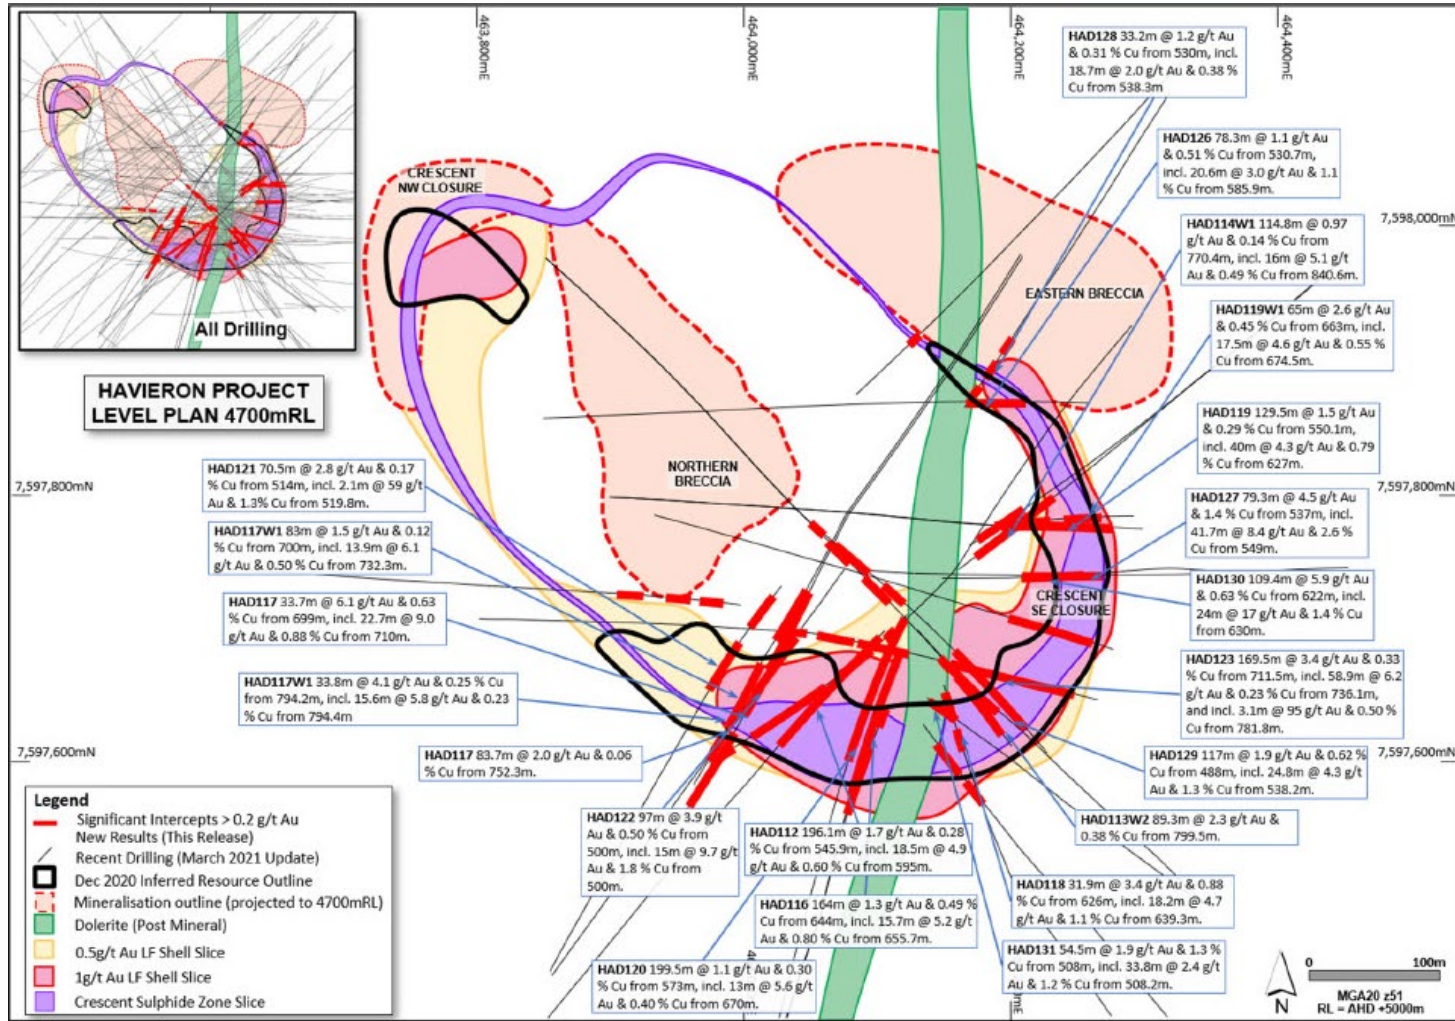 463,800mE
464,000mE
464,200mE
464,400mE
All Drilling
HAVIERON PROJECT
LEVEL PLAN 4700mRL
CRESCENT
NW CLOSURE
NORTHERN
BRECCIA
EASTERN BRECCIA
CRESCENT
SE CLOSURE
7,598,000mN
7,597,800mN
7,597,800mN
7,597,600mN
7,597,600mN
HAD128 33.2m @ 1.2 g/t Au
& 0.31 % Cu from 530m, incl.
18.7m @ 2.0 g/t Au & 0.38 %
Cu from 538.3m
HAD126 78.3m @ 1.1 g/t Au
& 0.51 % Cu from 530.7m,
incl. 20.6m @ 3.0 g/t Au & 1.1
% Cu from 585.9m.
HAD114W1 114.8m @ 0.97
g/t Au & 0.14 % Cu from
770.4m, incl. 16m @ 5.1 g/t
Au & 0.49 % Cu from 840.6m.
HAD119W1 65m @ 2.6 g/t Au
& 0.45 % Cu from 663m, incl.
17.5m @ 4.6 g/t Au & 0.55 %
Cu from 674.5m.
HAD119 129.5m @ 1.5 g/t Au
& 0.29 % Cu from 550.1m,
incl. 40m @ 4.3 g/t Au & 0.79
% Cu from 627m.
HAD127 79.3m @ 4.5 g/t Au
& 1.4 % Cu from 537m, incl.
41.7m @ 8.4 g/t Au & 2.6 %
Cu from 549m.
HAD130 109.4m @ 5.9 g/t Au
& 0.63 % Cu from 622m, incl.
24m @ 17 g/t Au & 1.4 % Cu
from 630m.
HAD123 169.5m @ 3.4 g/t Au & 0.33
% Cu from 711.5m, incl. 58.9m @ 6.2
g/t Au & 0.23 % Cu from 736.1m,
and incl. 3.1m @ 95 g/t Au & 0.50 %
Cu from 781.8m.
HAD129 117m @ 1.9 g/t Au & 0.62 %
Cu from 488m, incl. 24.8m @ 4.3 g/t
Au & 1.3 % Cu from 538.2m.
HAD113W2 89.3m @ 2.3 g/t Au &
0.38 % Cu from 799.5m.
HAD118 31.9m @ 3.4 g/t Au & 0.88
% Cu from 626m, incl. 18.2m @ 4.7
g/t Au & 1.1 % Cu from 639.3m.
HAD131 54.5m @ 1.9 g/t Au & 1.3 %
Cu from 508m, incl. 33.8m @ 2.4 g/t
Au & 1.2 % Cu from 508.2m.
HAD121 70.5m @ 2.8 g/t Au & 0.17
% Cu from 514m, incl. 2.1m @ 59 g/t
Au & 1.3% Cu from 519.8m.
HAD117W1 83m @ 1.5 g/t Au & 0.12
% Cu from 700m, incl. 13.9m @ 6.1
g/t Au & 0.50 % Cu from 732.3m.
HAD117 33.7m @ 6.1 g/t Au & 0.63
% Cu from 699m, incl. 22.7m @ 9.0
g/t Au & 0.88 % Cu from 710m.
HAD117W1 33.8m @ 4.1 g/t Au & 0.25 % Cu
from 794.2m, incl. 15.6m @ 5.8 g/t Au & 0.23
% Cu from 794.4m
HAD117 83.7m @ 2.0 g/t Au & 0.06
% Cu from 752.3m.
HAD122 97m @ 3.9 g/t
Au & 0.50 % Cu from
500m, incl. 15m @ 9.7 g/t
Au & 1.8 % Cu from
500m.
HAD112 196.1m @ 1.7 g/t Au & 0.28
% Cu from 545.9m, incl. 18.5m @ 4.9
g/t Au & 0.60 % Cu from 595m.
HAD116 164m @ 1.3 g/t Au & 0.49 %
Cu from 644m, incl. 15.7m @ 5.2 g/t
Au & 0.80 % Cu from 655.7m.
HAD120 199.5m @ 1.1 g/t Au & 0.30
% Cu from 573m, incl. 13m @ 5.6 g/t
Au & 0.40 % Cu from 670m.
Legend
Significant Intercepts > 0.2 g/t Au
New Results (This Release)
Recent Drilling (March 2021 Update)
Dec 2020 Inferred Resource Outline
Mineralisation outline (projected to 4700mRL)
Dolerite (Post Mineral)
0.5g/t Au LF Shell Slice
1g/t Au LF Shell Slice
Crescent Sulphide Zone Slice
N
0 100m
MGA20 z51
RL = AHD +5000m